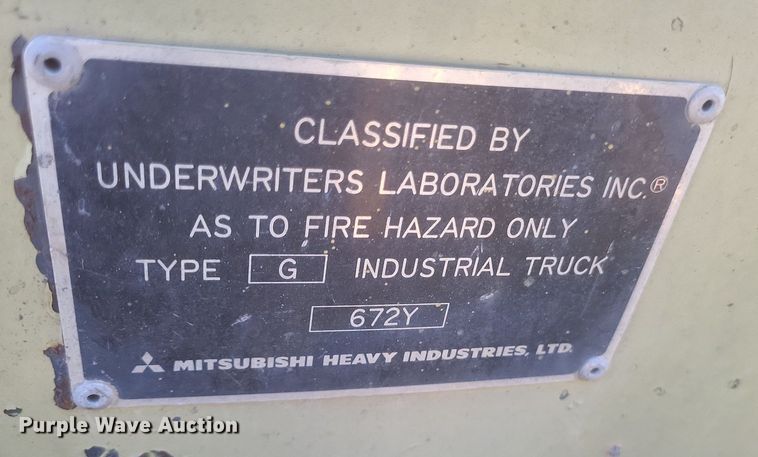 CLASSIFIED BY
UNDERWRITERS LABORATORIES INC.®
AS TO FIRE HAZARD ONLY
TYPE G INDUSTRIAL TRUCK
672Y
MITSUBISHI HEAVY INDUSTRIES, LTD.
Purple Wave Auction